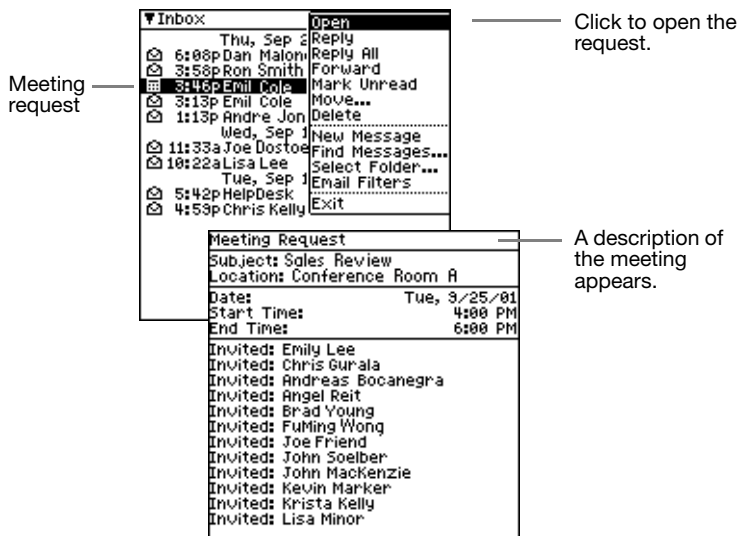 ▼Inbox
Thu, Sep 2
6:08p Dan Malon
3:58p Ron Smith
3:46p Emil Cole
3:13p Emil Cole
1:13p Andre Jon
Wed, Sep 1
11:33a Joe Dostoe
10:22a Lisa Lee
Tue, Sep 1
5:42p HelpDesk
4:59p Chris Kelly
Open
Reply
Reply All
Forward
Mark Unread
Move...
Delete
New Message
Find Messages...
Select Folder...
Email Filters
Exit
Click to open the
request.
Meeting
request
Meeting Request
Subject: Sales Review
Location: Conference Room A
Date: Tue, 9/25/01
Start Time: 4:00 PM
End Time: 6:00 PM
Invited: Emily Lee
Invited: Chris Gurala
Invited: Andreas Bocanegra
Invited: Angel Reit
Invited: Brad Young
Invited: FuMing Wong
Invited: Joe Friend
Invited: John Soelber
Invited: John MacKenzie
Invited: Kevin Marker
Invited: Krista Kelly
Invited: Lisa Minor
A description of
the meeting
appears.